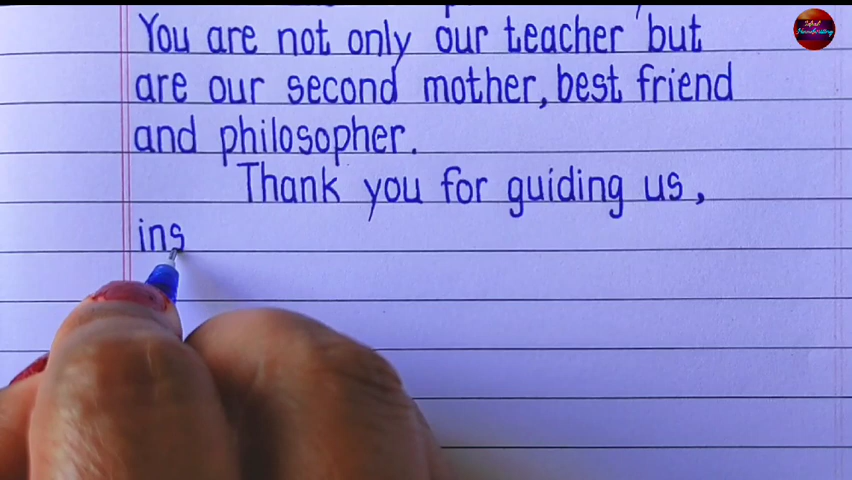 You are not only our teacher but
are our second mother, best friend
and philosopher.
Thank you for guiding us,
ins